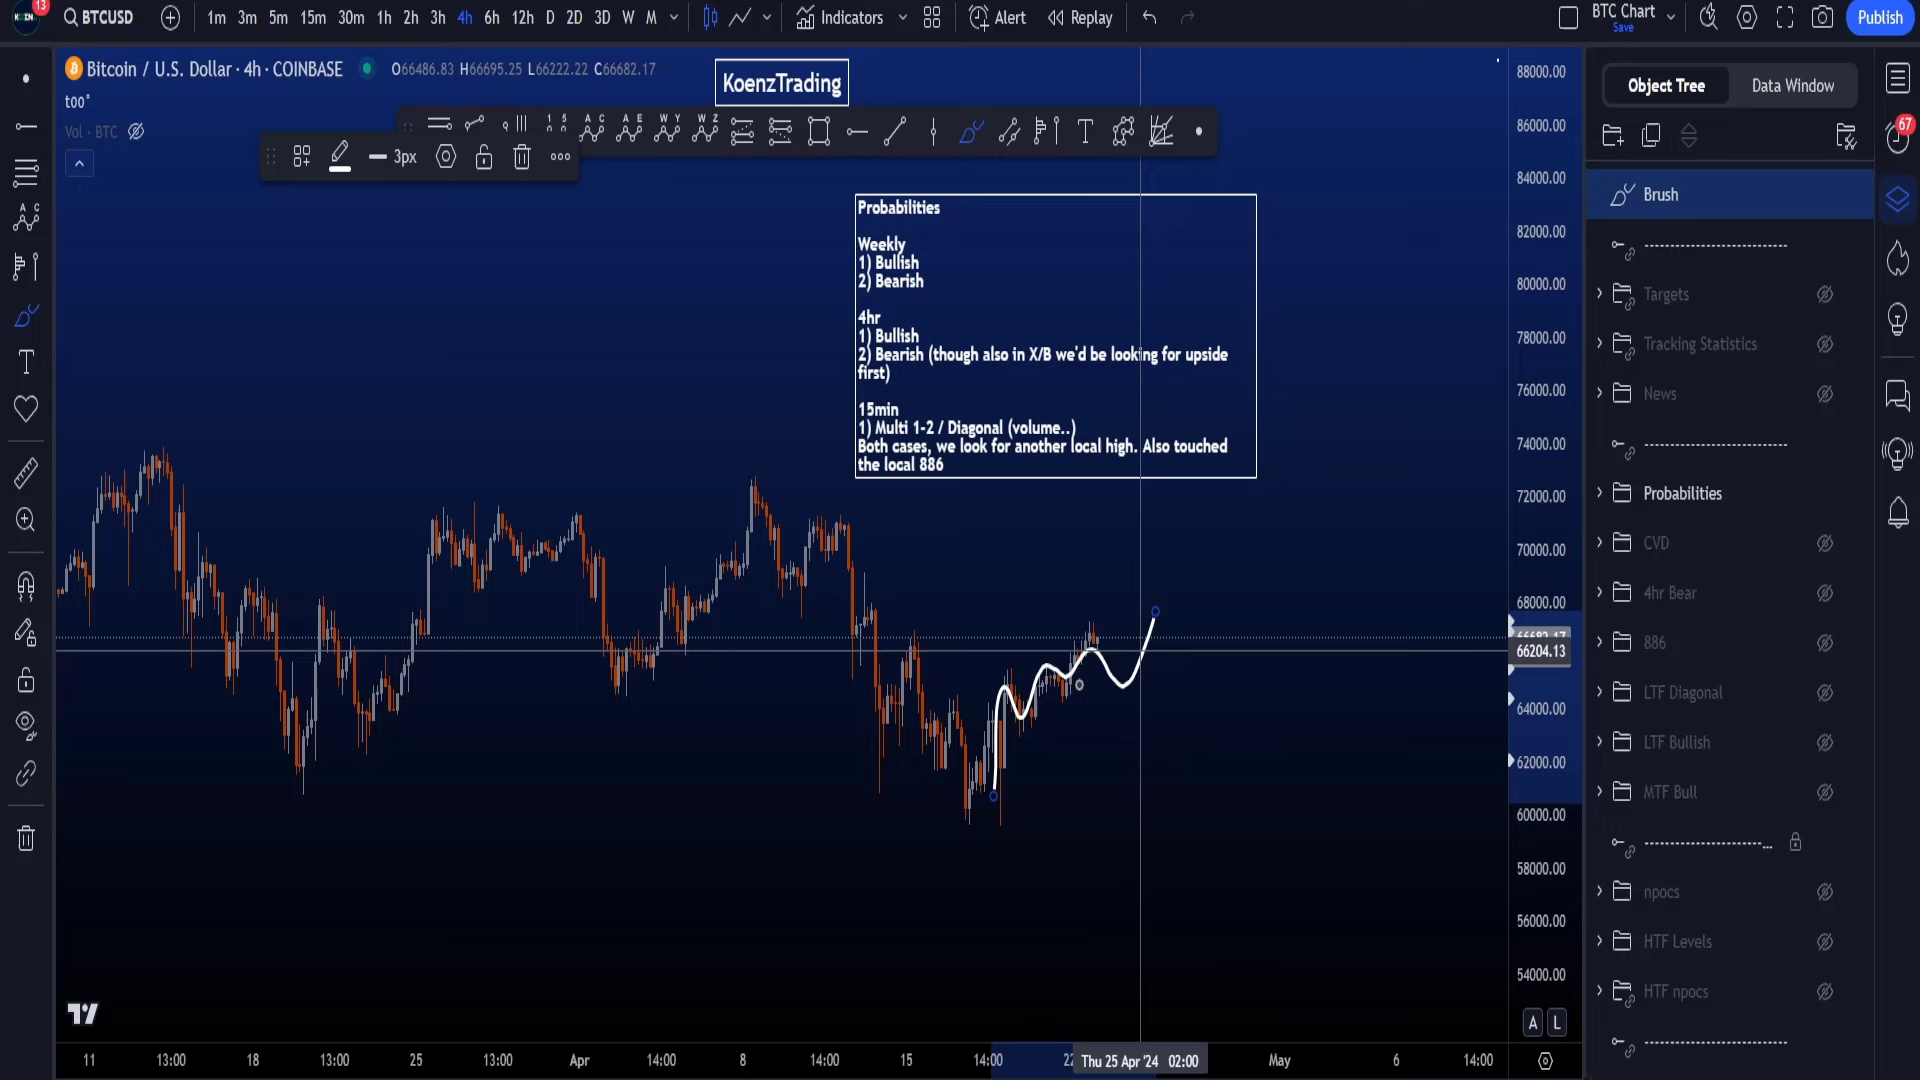 13
BTCUSD
1m 3m 5m 15m 30m 1h 2h 3h 4h 6h 12h D 2D 3D W M
Indicators
Alert
Replay
BTC Chart
Save
Publish
Bitcoin / U.S. Dollar · 4h · COINBASE
O66486.83 H66695.25 L66222.22 C66682.17
KoenzTrading
too°
Vol · BTC
3px
Probabilities
Weekly
1) Bullish
2) Bearish
4hr
1) Bullish
2) Bearish (though also in X/B we'd be looking for upside
first)
15min
1) Multi 1-2 / Diagonal (volume..)
Both cases, we look for another local high. Also touched
the local 886
88000.00
86000.00
84000.00
82000.00
80000.00
78000.00
76000.00
74000.00
72000.00
70000.00
68000.00
66682.17
66204.13
64000.00
62000.00
60000.00
58000.00
56000.00
54000.00
A L
11 13:00 18 13:00 25 13:00 Apr 14:00 8 14:00 15 14:00 22 Thu 25 Apr '24 02:00 May 6 14:00
Object Tree
Data Window
67
Brush
Targets
Tracking Statistics
News
Probabilities
CVD
4hr Bear
886
LTF Diagonal
LTF Bullish
MTF Bull
npocs
HTF Levels
HTF npocs